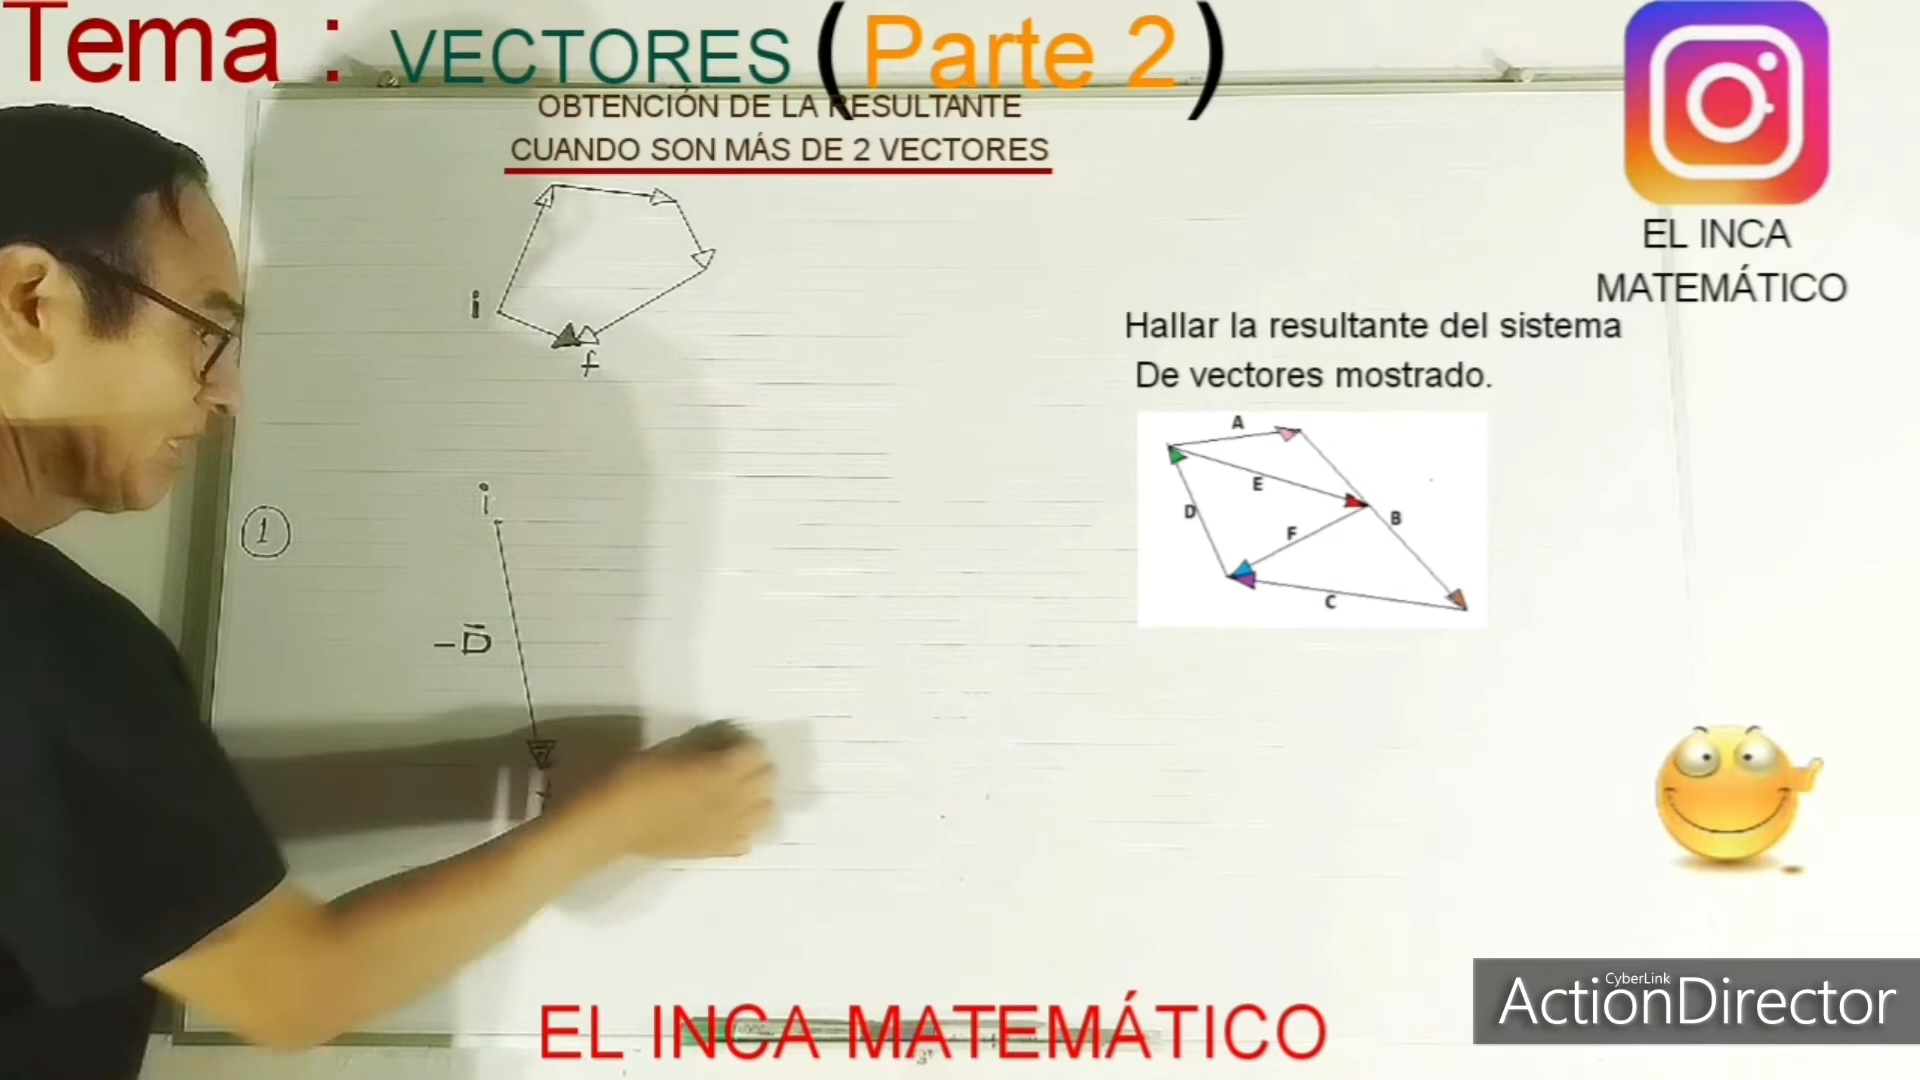 Tema : VECTORES (Parte 2)
OBTENCIÓN DE LA RESULTANTE
CUANDO SON MÁS DE 2 VECTORES
EL INCA
MATEMÁTICO
i
f
Hallar la resultante del sistema
De vectores mostrado.
A
E
D
B
F
C
i
1
-D̅
EL INCA MATEMÁTICO
CyberLink
ActionDirector